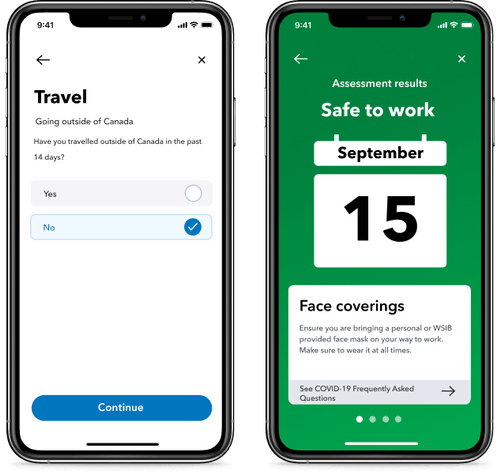 9:41
Travel
Going outside of Canada
Have you travelled outside of Canada in the past
14 days?
Yes
No
Continue
9:41
Assessment results
Safe to work
September
15
Face coverings
Ensure you are bringing a personal or WSIB
provided face mask on your way to work.
Make sure to wear it at all times.
See COVID-19 Frequently Asked
Questions